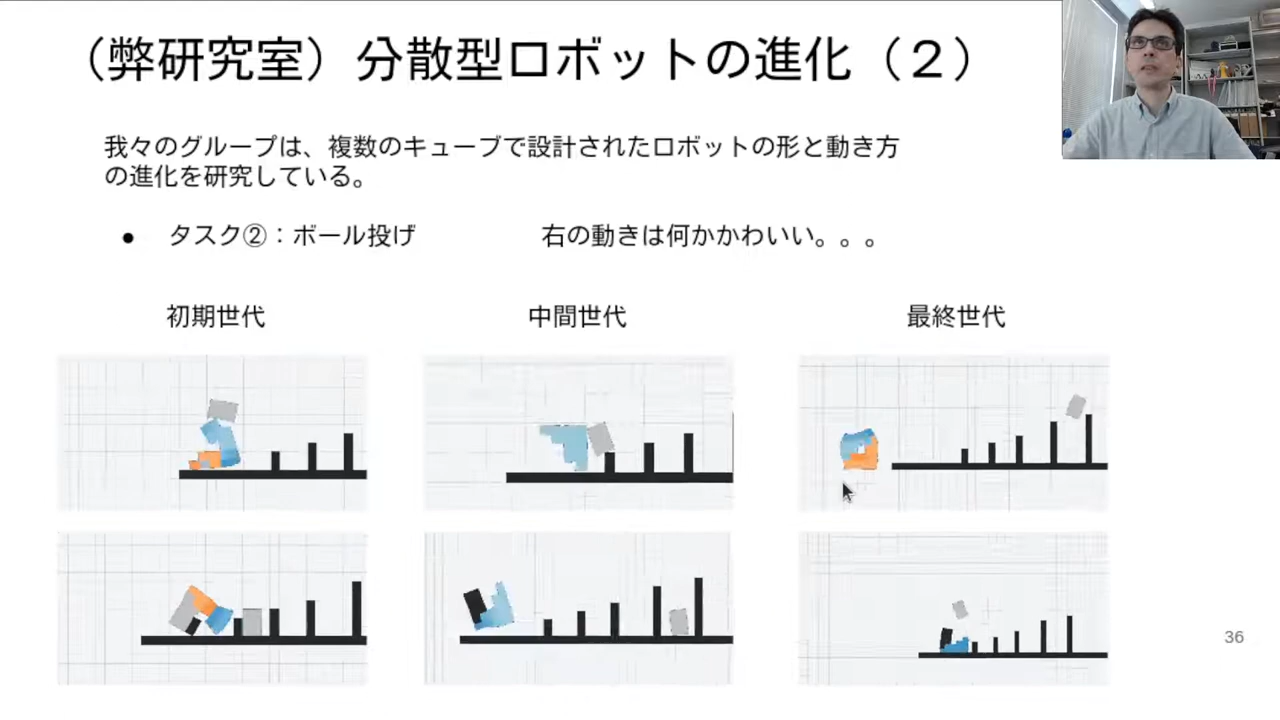 （弊研究室）分散型ロボットの進化（２）
我々のグループは、複数のキューブで設計されたロボットの形と動き方
の進化を研究している。
● タスク②：ボール投げ 右の動きは何かかわいい。。。
初期世代 中間世代 最終世代
36